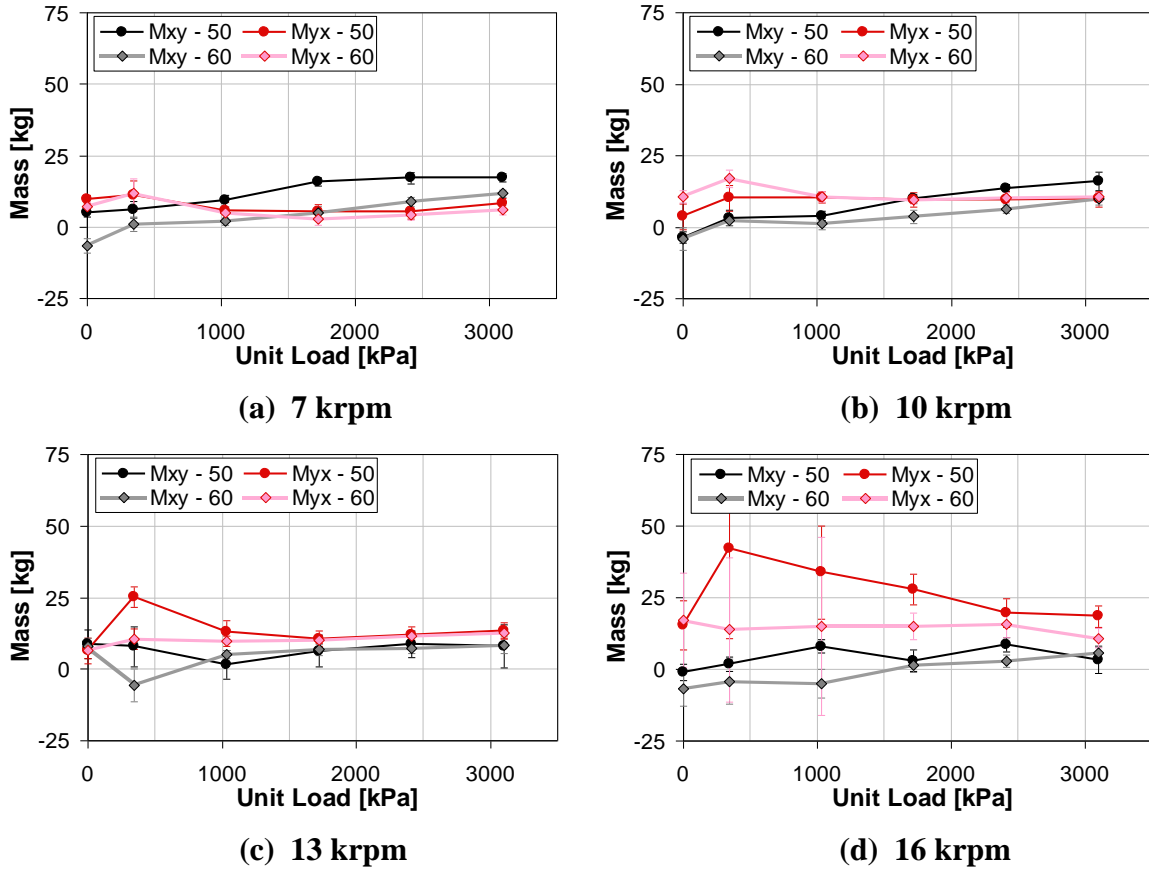 75
50
25
0
-25
Mass [kg]
Mxy - 50 Myx - 50
Mxy - 60 Myx - 60
0 1000 2000 3000
Unit Load [kPa]
(a) 7 krpm
75
50
25
0
-25
Mass [kg]
Mxy - 50 Myx - 50
Mxy - 60 Myx - 60
0 1000 2000 3000
Unit Load [kPa]
(b) 10 krpm
75
50
25
0
-25
Mass [kg]
Mxy - 50 Myx - 50
Mxy - 60 Myx - 60
0 1000 2000 3000
Unit Load [kPa]
(c) 13 krpm
75
50
25
0
-25
Mass [kg]
Mxy - 50 Myx - 50
Mxy - 60 Myx - 60
0 1000 2000 3000
Unit Load [kPa]
(d) 16 krpm